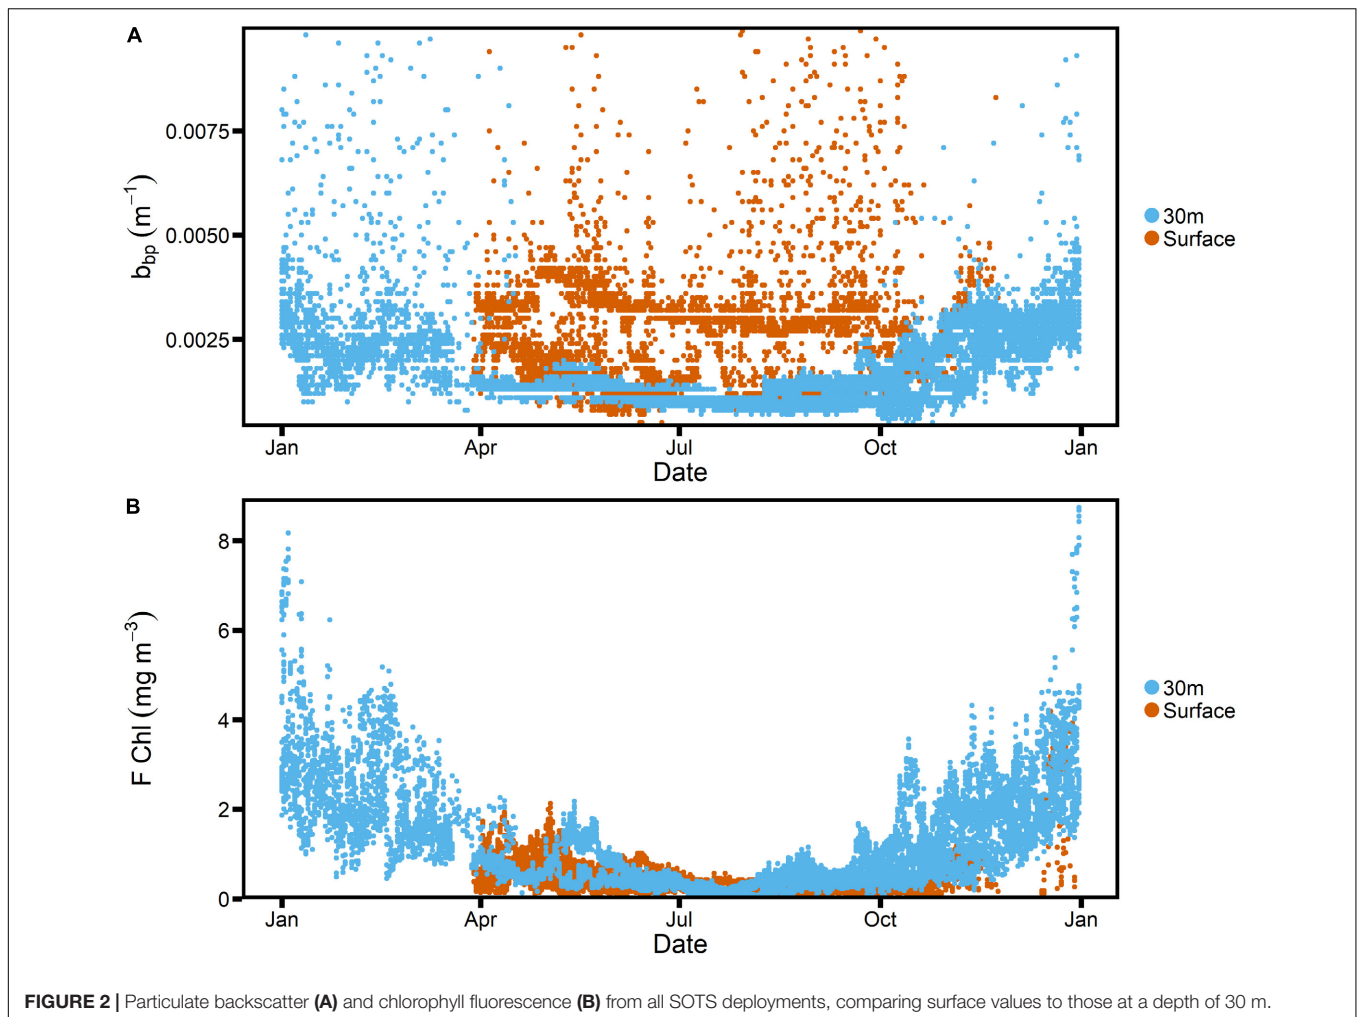 A
0.0075
0.0050
0.0025
b_bp (m⁻¹)
Jan Apr Jul Oct Jan
Date
30m
Surface
B
8
6
4
2
0
F Chl (mg m⁻³)
Jan Apr Jul Oct Jan
Date
30m
Surface
FIGURE 2 | Particulate backscatter (A) and chlorophyll fluorescence (B) from all SOTS deployments, comparing surface values to those at a depth of 30 m.